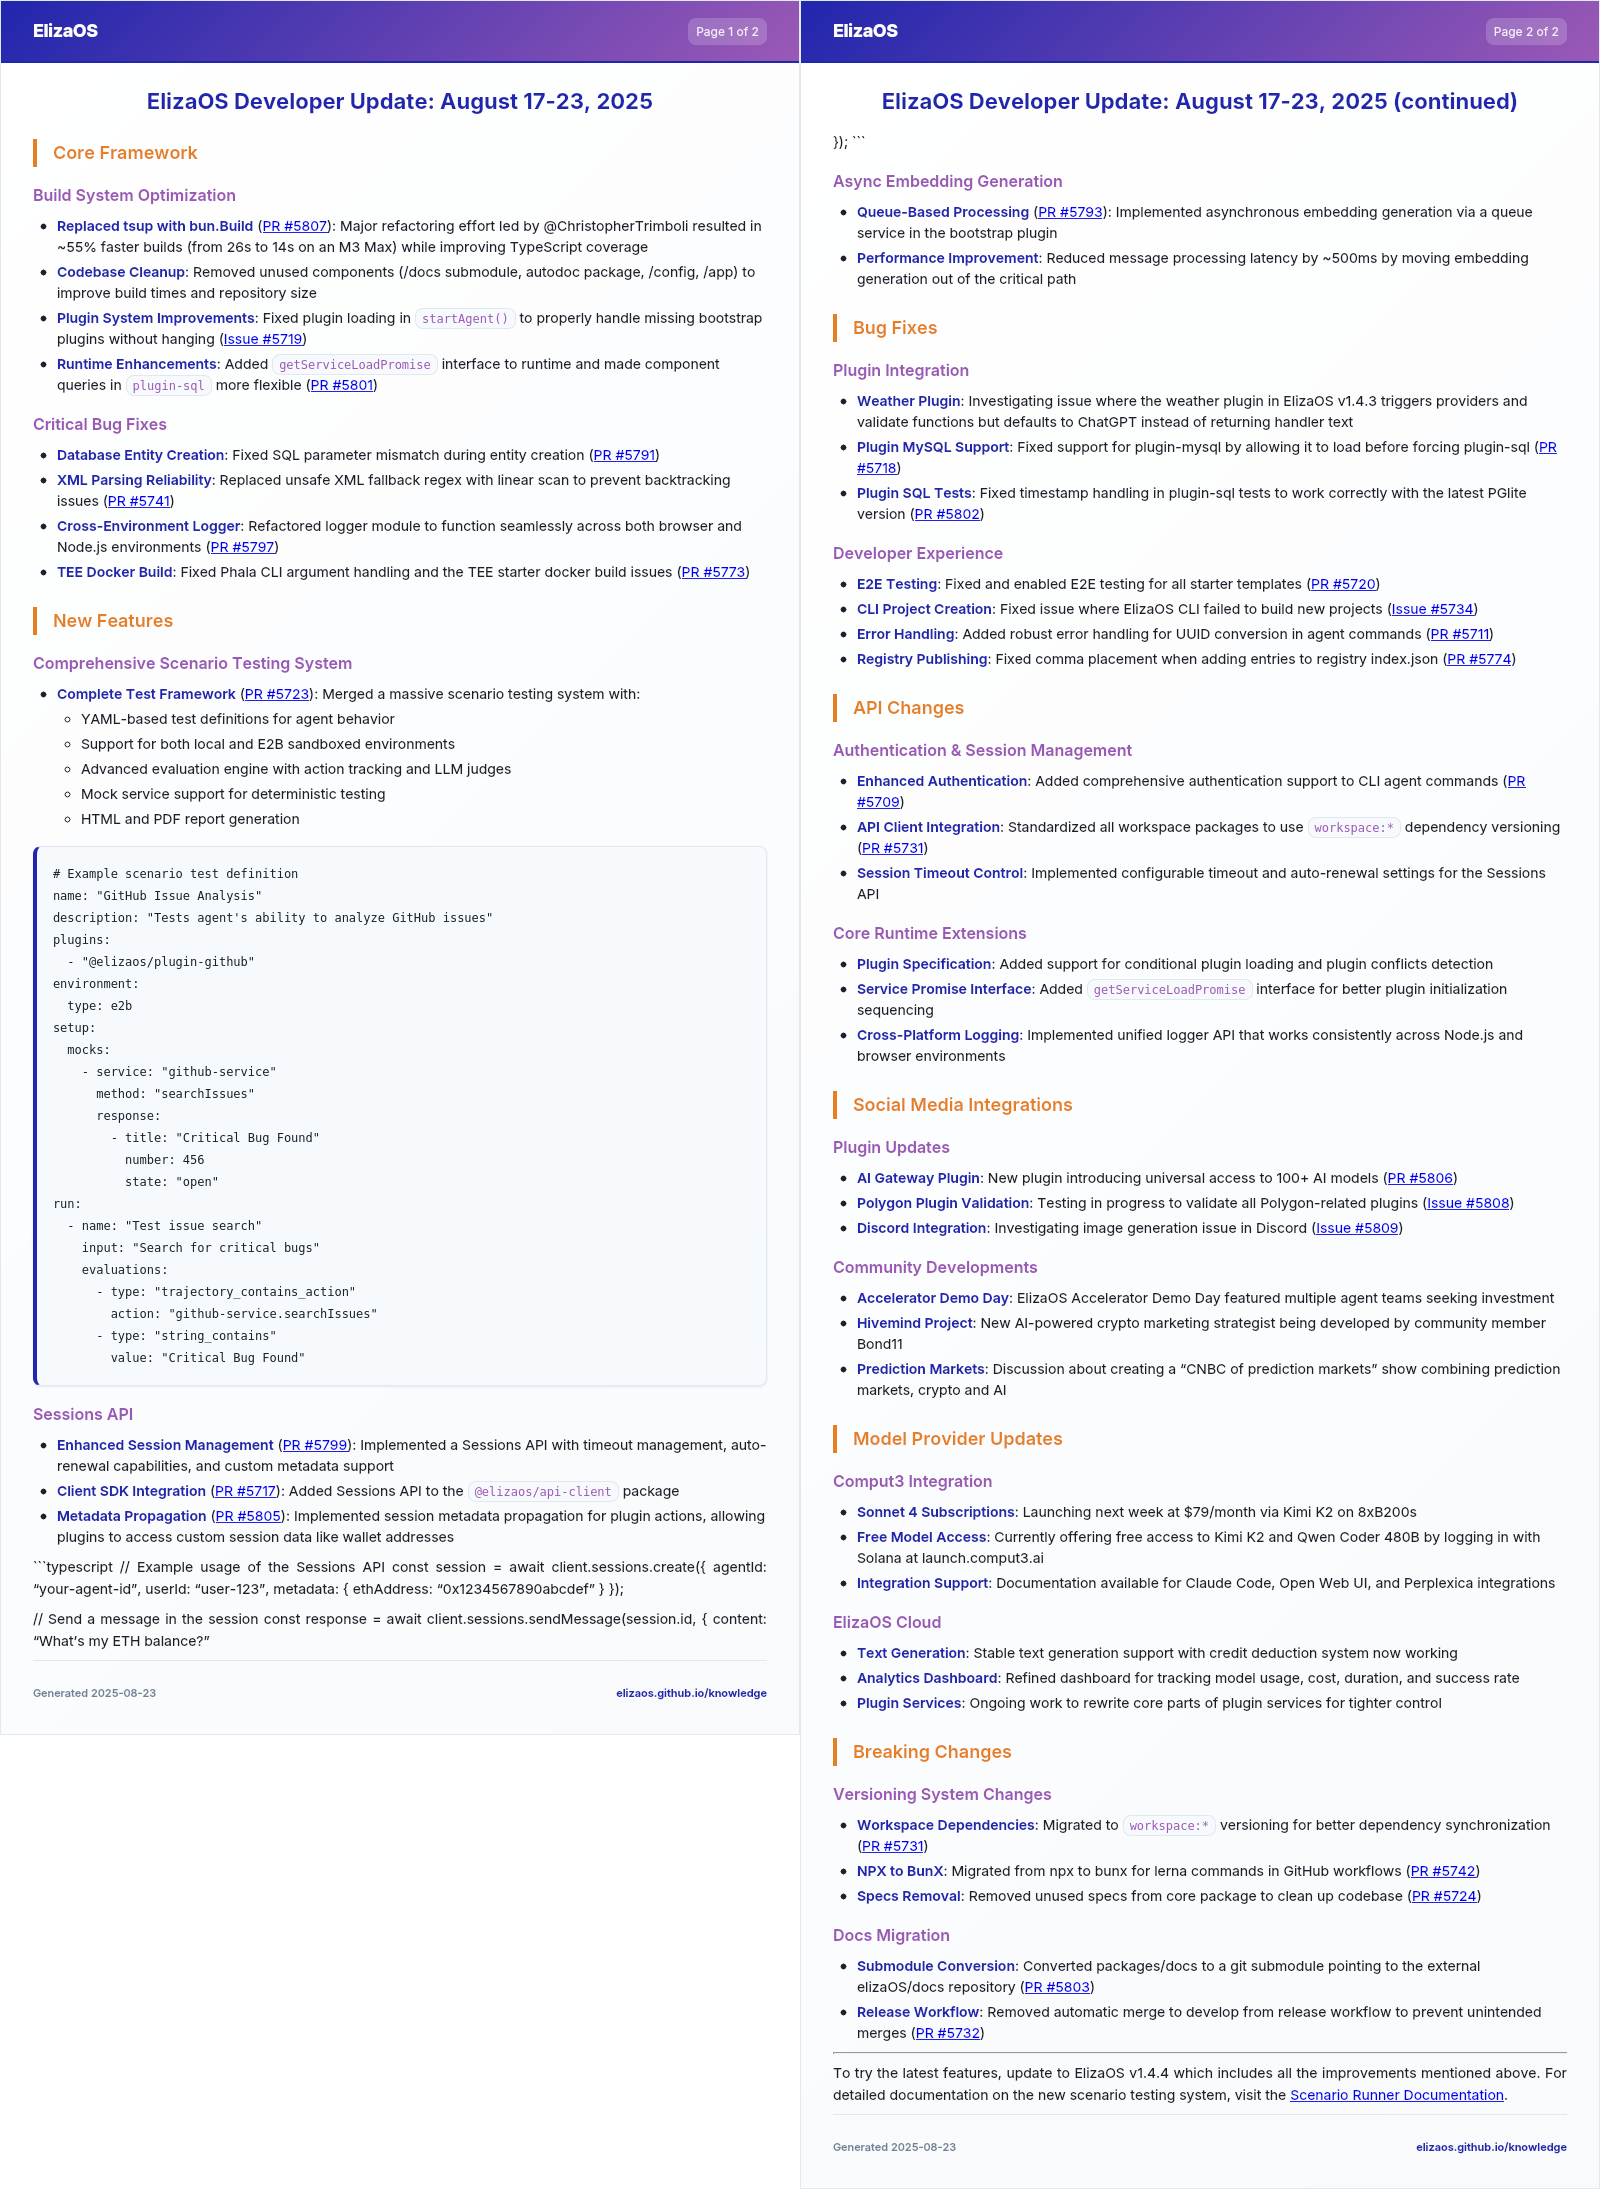 ElizaOS
Page 1 of 2
ElizaOS Developer Update: August 17-23, 2025
Core Framework
Build System Optimization
• Replaced tsup with bun.Build (PR #5807): Major refactoring effort led by @ChristopherTrimboli resulted in
~55% faster builds (from 26s to 14s on an M3 Max) while improving TypeScript coverage
• Codebase Cleanup: Removed unused components (/docs submodule, autodoc package, /config, /app) to
improve build times and repository size
• Plugin System Improvements: Fixed plugin loading in startAgent() to properly handle missing bootstrap
plugins without hanging (Issue #5719)
• Runtime Enhancements: Added getServiceLoadPromise interface to runtime and made component
queries in plugin-sql more flexible (PR #5801)
Critical Bug Fixes
• Database Entity Creation: Fixed SQL parameter mismatch during entity creation (PR #5791)
• XML Parsing Reliability: Replaced unsafe XML fallback regex with linear scan to prevent backtracking
issues (PR #5741)
• Cross-Environment Logger: Refactored logger module to function seamlessly across both browser and
Node.js environments (PR #5797)
• TEE Docker Build: Fixed Phala CLI argument handling and the TEE starter docker build issues (PR #5773)
New Features
Comprehensive Scenario Testing System
• Complete Test Framework (PR #5723): Merged a massive scenario testing system with:
◦ YAML-based test definitions for agent behavior
◦ Support for both local and E2B sandboxed environments
◦ Advanced evaluation engine with action tracking and LLM judges
◦ Mock service support for deterministic testing
◦ HTML and PDF report generation
# Example scenario test definition
name: "GitHub Issue Analysis"
description: "Tests agent's ability to analyze GitHub issues"
plugins:
  - "@elizaos/plugin-github"
environment:
  type: e2b
setup:
  mocks:
    - service: "github-service"
      method: "searchIssues"
      response:
        - title: "Critical Bug Found"
          number: 456
          state: "open"
run:
  - name: "Test issue search"
    input: "Search for critical bugs"
    evaluations:
      - type: "trajectory_contains_action"
        action: "github-service.searchIssues"
      - type: "string_contains"
        value: "Critical Bug Found"
Sessions API
• Enhanced Session Management (PR #5799): Implemented a Sessions API with timeout management, auto-
renewal capabilities, and custom metadata support
• Client SDK Integration (PR #5717): Added Sessions API to the @elizaos/api-client package
• Metadata Propagation (PR #5805): Implemented session metadata propagation for plugin actions, allowing
plugins to access custom session data like wallet addresses
```typescript // Example usage of the Sessions API const session = await client.sessions.create({ agentId:
“your-agent-id”, userId: “user-123”, metadata: { ethAddress: “0x1234567890abcdef” } });
// Send a message in the session const response = await client.sessions.sendMessage(session.id, { content:
“What’s my ETH balance?”
Generated 2025-08-23
elizaos.github.io/knowledge
ElizaOS
Page 2 of 2
ElizaOS Developer Update: August 17-23, 2025 (continued)
}); ```
Async Embedding Generation
• Queue-Based Processing (PR #5793): Implemented asynchronous embedding generation via a queue
service in the bootstrap plugin
• Performance Improvement: Reduced message processing latency by ~500ms by moving embedding
generation out of the critical path
Bug Fixes
Plugin Integration
• Weather Plugin: Investigating issue where the weather plugin in ElizaOS v1.4.3 triggers providers and
validate functions but defaults to ChatGPT instead of returning handler text
• Plugin MySQL Support: Fixed support for plugin-mysql by allowing it to load before forcing plugin-sql (PR
#5718)
• Plugin SQL Tests: Fixed timestamp handling in plugin-sql tests to work correctly with the latest PGlite
version (PR #5802)
Developer Experience
• E2E Testing: Fixed and enabled E2E testing for all starter templates (PR #5720)
• CLI Project Creation: Fixed issue where ElizaOS CLI failed to build new projects (Issue #5734)
• Error Handling: Added robust error handling for UUID conversion in agent commands (PR #5711)
• Registry Publishing: Fixed comma placement when adding entries to registry index.json (PR #5774)
API Changes
Authentication & Session Management
• Enhanced Authentication: Added comprehensive authentication support to CLI agent commands (PR
#5709)
• API Client Integration: Standardized all workspace packages to use workspace:* dependency versioning
(PR #5731)
• Session Timeout Control: Implemented configurable timeout and auto-renewal settings for the Sessions
API
Core Runtime Extensions
• Plugin Specification: Added support for conditional plugin loading and plugin conflicts detection
• Service Promise Interface: Added getServiceLoadPromise interface for better plugin initialization
sequencing
• Cross-Platform Logging: Implemented unified logger API that works consistently across Node.js and
browser environments
Social Media Integrations
Plugin Updates
• AI Gateway Plugin: New plugin introducing universal access to 100+ AI models (PR #5806)
• Polygon Plugin Validation: Testing in progress to validate all Polygon-related plugins (Issue #5808)
• Discord Integration: Investigating image generation issue in Discord (Issue #5809)
Community Developments
• Accelerator Demo Day: ElizaOS Accelerator Demo Day featured multiple agent teams seeking investment
• Hivemind Project: New AI-powered crypto marketing strategist being developed by community member
Bond11
• Prediction Markets: Discussion about creating a “CNBC of prediction markets” show combining prediction
markets, crypto and AI
Model Provider Updates
Comput3 Integration
• Sonnet 4 Subscriptions: Launching next week at $79/month via Kimi K2 on 8xB200s
• Free Model Access: Currently offering free access to Kimi K2 and Qwen Coder 480B by logging in with
Solana at launch.comput3.ai
• Integration Support: Documentation available for Claude Code, Open Web UI, and Perplexica integrations
ElizaOS Cloud
• Text Generation: Stable text generation support with credit deduction system now working
• Analytics Dashboard: Refined dashboard for tracking model usage, cost, duration, and success rate
• Plugin Services: Ongoing work to rewrite core parts of plugin services for tighter control
Breaking Changes
Versioning System Changes
• Workspace Dependencies: Migrated to workspace:* versioning for better dependency synchronization
(PR #5731)
• NPX to BunX: Migrated from npx to bunx for lerna commands in GitHub workflows (PR #5742)
• Specs Removal: Removed unused specs from core package to clean up codebase (PR #5724)
Docs Migration
• Submodule Conversion: Converted packages/docs to a git submodule pointing to the external
elizaOS/docs repository (PR #5803)
• Release Workflow: Removed automatic merge to develop from release workflow to prevent unintended
merges (PR #5732)
To try the latest features, update to ElizaOS v1.4.4 which includes all the improvements mentioned above. For
detailed documentation on the new scenario testing system, visit the Scenario Runner Documentation.
Generated 2025-08-23
elizaos.github.io/knowledge